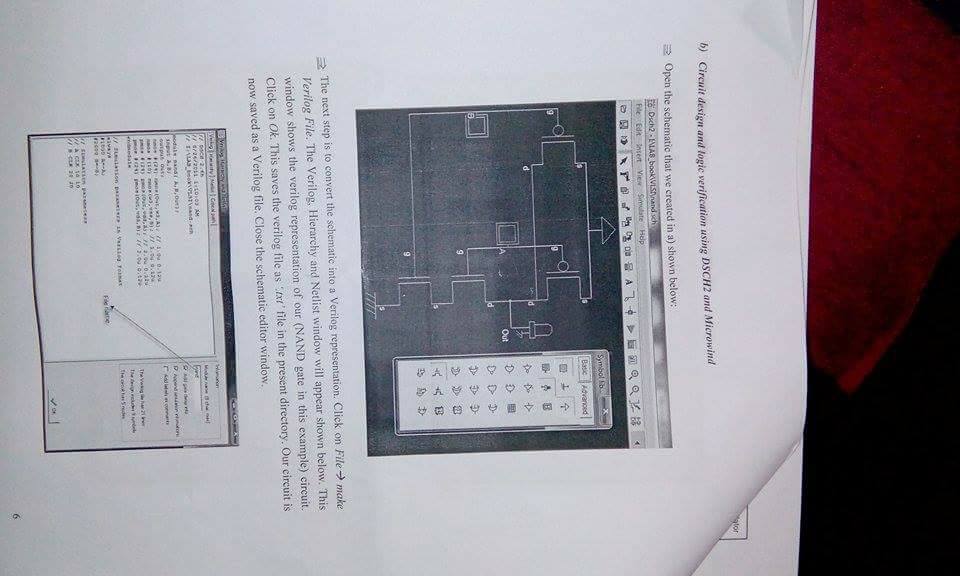 ator
b) Circuit design and logic verification using DSCH2 and Microwind
⇒ Open the schematic that we created in a) shown below:
Dsch2 - E:\LAB_book\VLSI\nand.sch
File Edit Insert View Simulate Help
Symbol lib...
Basic Advanced
s
s
g
g
d
d
A
Out
B
d
g
s
g
s
⇒ The next step is to convert the schematic into a Verilog representation. Click on File → make
Verilog File. The Verilog, Hierarchy and Netlist window will appear shown below. This
window shows the verilog representation of our (NAND gate in this example) circuit.
Click on Ok. This saves the verilog file as '.txt' file in the present directory. Our circuit is
now saved as a Verilog file. Close the schematic editor window.
Verilog, Hierarchy and Netlist
Verilog Hierarchy Netlist Critical path
// DSCH 2.6h
// 8/26/2011 1:10:03 AM
// E:\LAB_book\VLSI\nand.sch
module nand( A,B,Out);
input A,B;
output Out;
nmos #(24) nmos(Out,w3,A); // 1.0u 0.12u
nmos #(10) nmos(w3,vss,B); // 1.0u 0.12u
pmos #(24) pmos(Out,vdd,A); // 2.0u 0.12u
pmos #(24) pmos(Out,vdd,B); // 2.0u 0.12u
endmodule
// Simulation parameters in Verilog Format
always
#1000 A=~A;
#2000 B=~B;
// Simulation parameters
// A CLK 10 10
// B CLK 20 20
File name
Information
Module name (8 char. max)
nand
Add gate delay info
Append simulation informations
Add labels as comments
The Verilog file has 21 lines
The design includes 9 symbols
The circuit has 5 nodes
OK
6